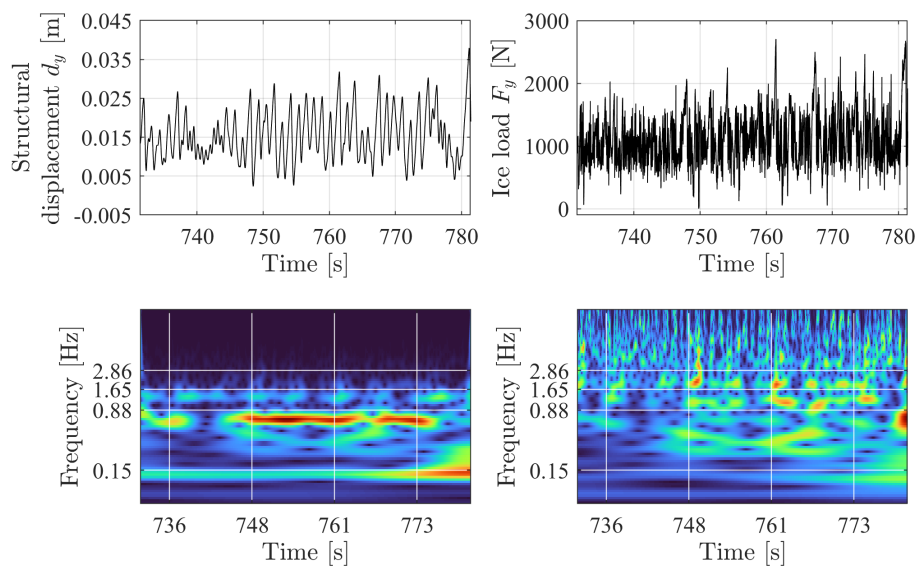 Structural
displacement d_y [m]
0.045
0.035
0.025
0.015
0.005
-0.005
740 750 760 770 780
Time [s]
Ice load F_y [N]
3000
2000
1000
0
740 750 760 770 780
Time [s]
Frequency [Hz]
2.86
1.65
0.88
0.15
736 748 761 773
Time [s]
Frequency [Hz]
2.86
1.65
0.88
0.15
736 748 761 773
Time [s]